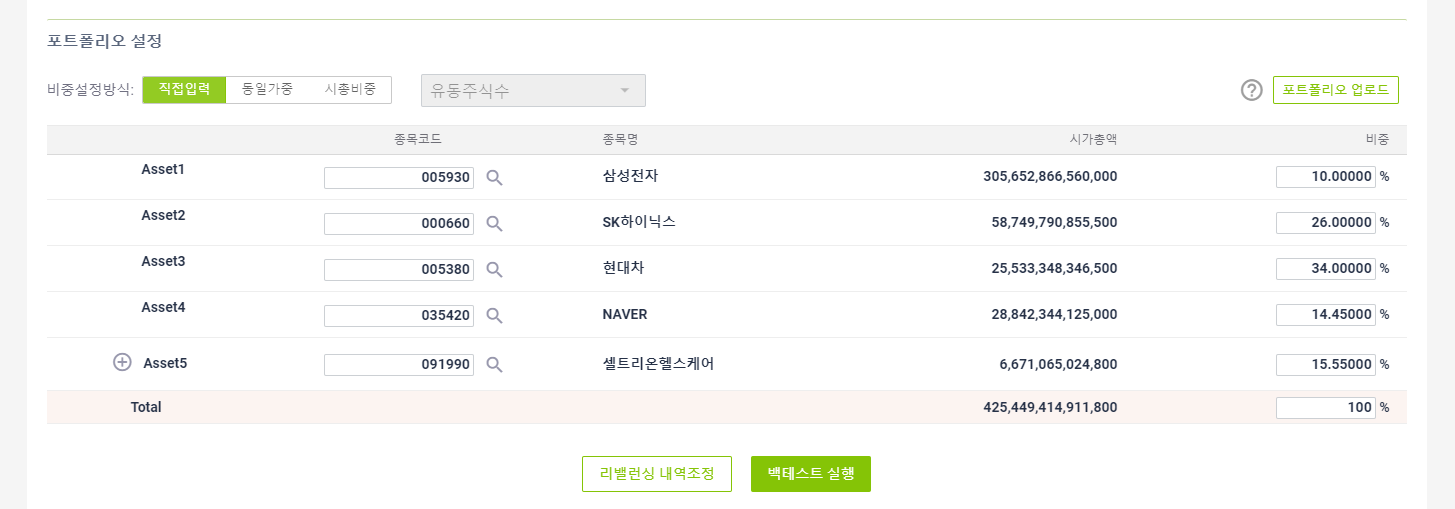 포트폴리오 설정
비중설정방식: 직접입력 동일가중 시총비중 유동주식수 포트폴리오 업로드
종목코드 종목명 시가총액 비중
Asset1 005930 삼성전자 305,652,866,560,000 10.00000 %
Asset2 000660 SK하이닉스 58,749,790,855,500 26.00000 %
Asset3 005380 현대차 25,533,348,346,500 34.00000 %
Asset4 035420 NAVER 28,842,344,125,000 14.45000 %
Asset5 091990 셀트리온헬스케어 6,671,065,024,800 15.55000 %
Total 425,449,414,911,800 100 %
리밸런싱 내역조정 백테스트 실행